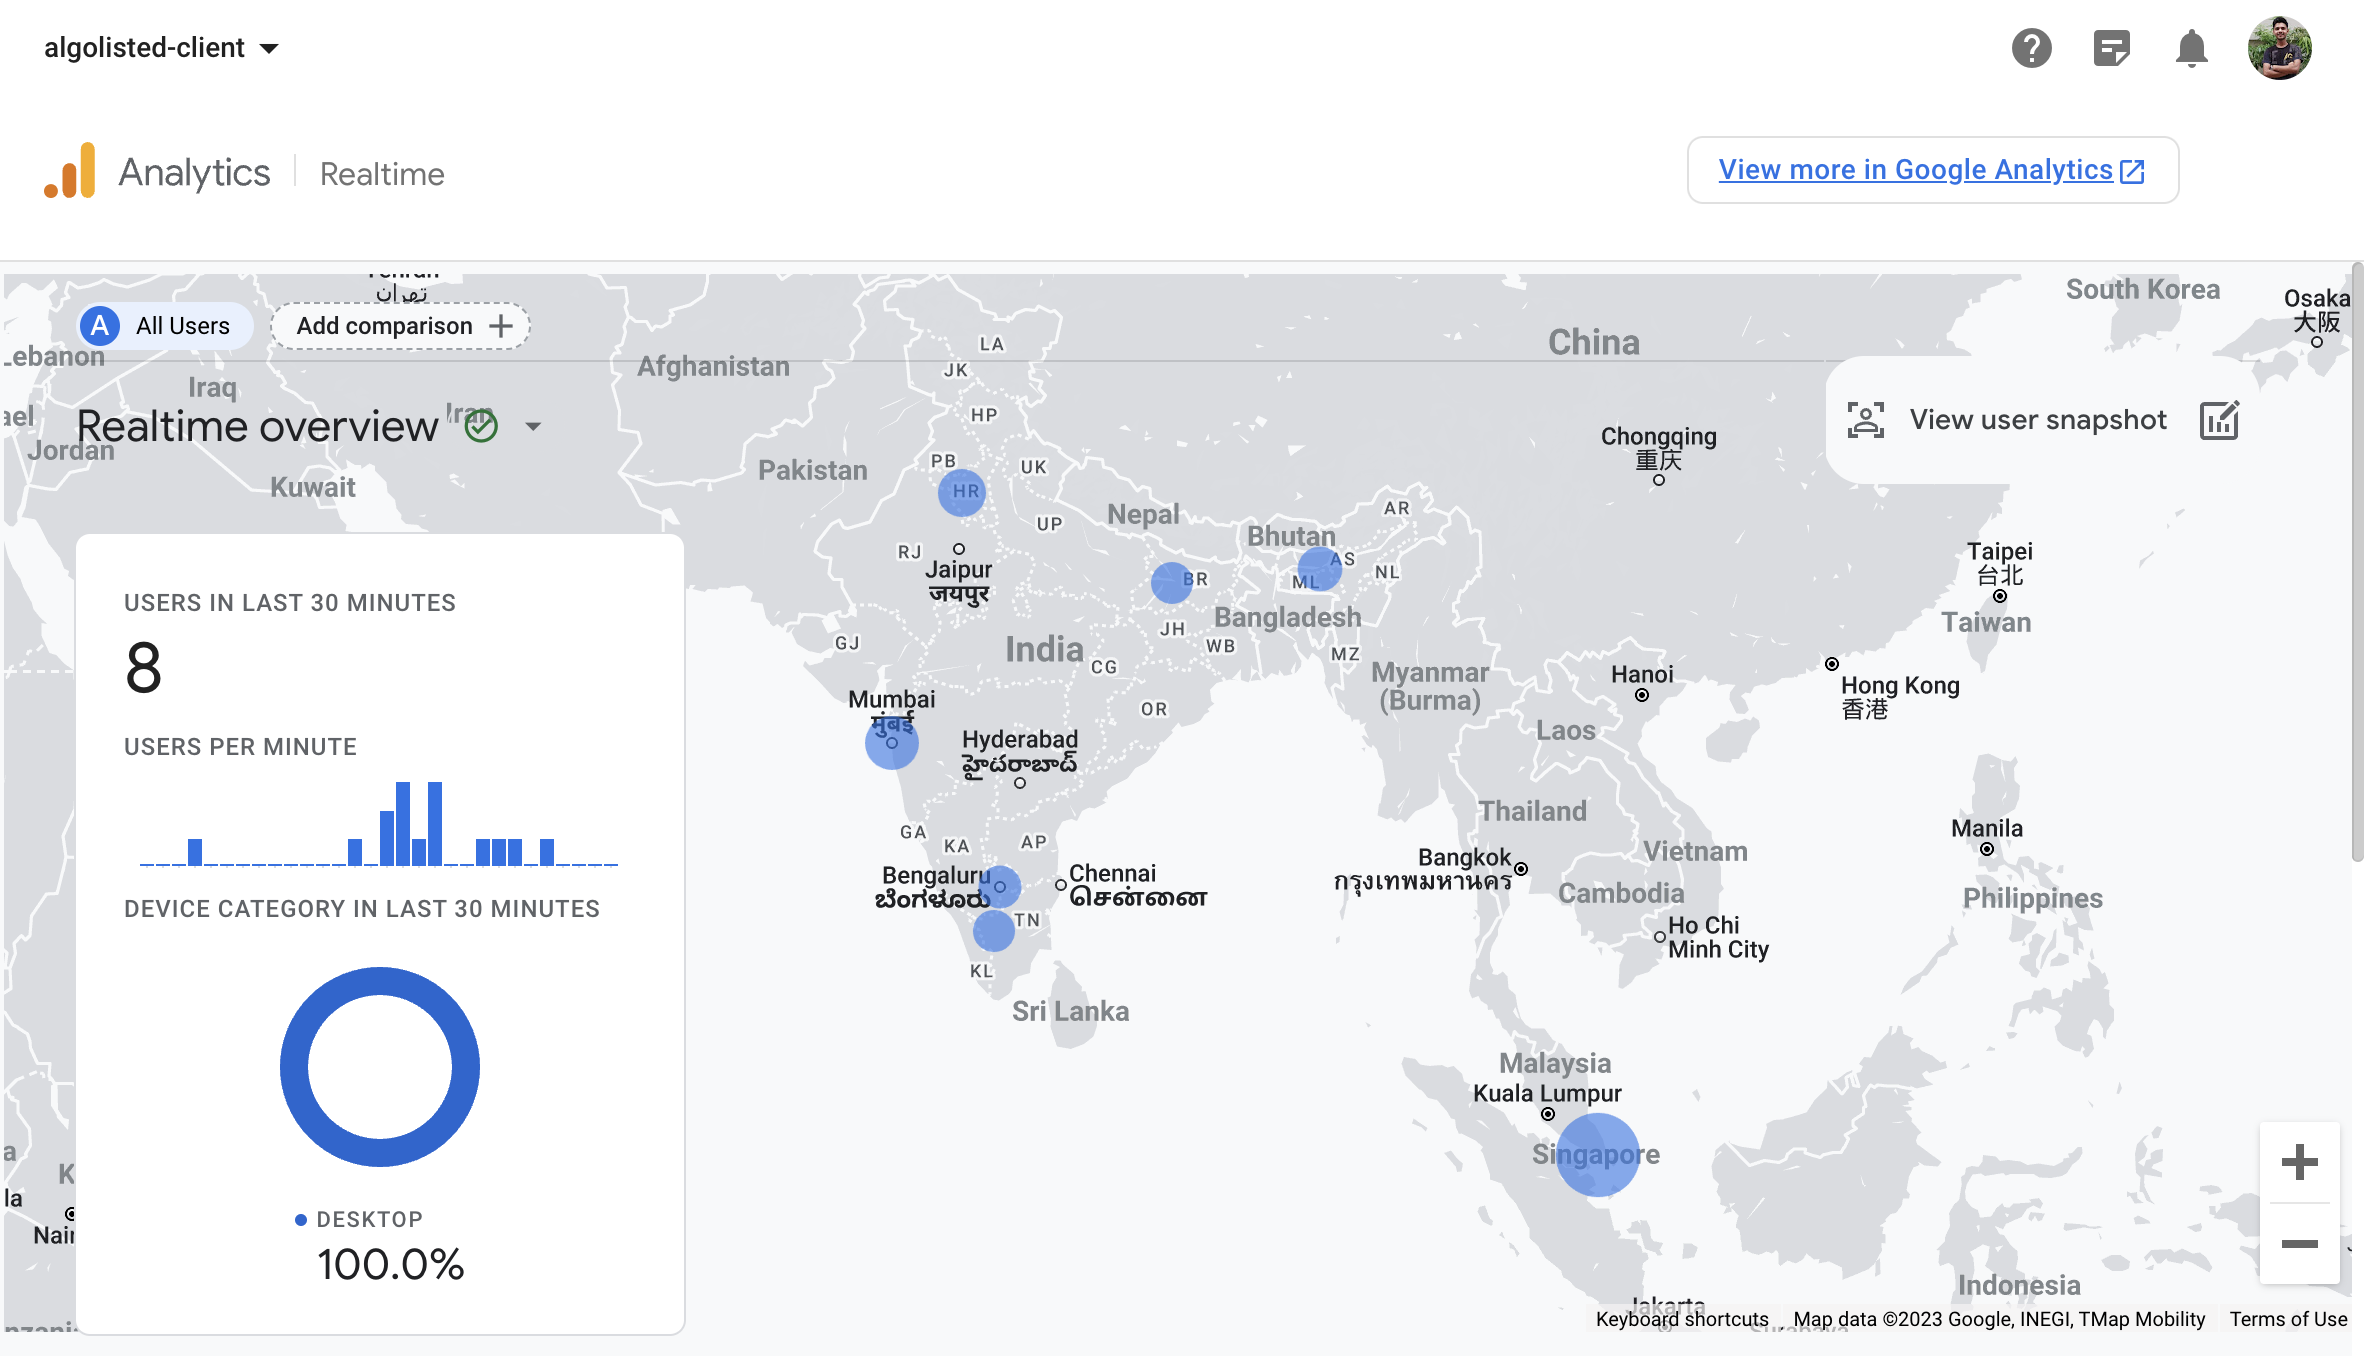 algolisted-client
Analytics
Realtime
View more in Google Analytics
A
All Users
Add comparison
Realtime overview
View user snapshot
USERS IN LAST 30 MINUTES
8
USERS PER MINUTE
DEVICE CATEGORY IN LAST 30 MINUTES
DESKTOP
100.0%
Tehran
تهران
Lebanon
Iraq
Iran
Jordan
Kuwait
Afghanistan
Pakistan
LA
JK
HP
PB
HR
UK
UP
RJ
Jaipur
जयपुर
Nepal
Bhutan
AR
AS
NL
ML
BR
Bangladesh
JH
WB
MZ
GJ
India
CG
OR
Mumbai
मुंबई
Hyderabad
హైదరాబాద్
GA
KA
AP
Bengaluru
ಬೆಂಗಳೂರು
Chennai
சென்னை
TN
KL
Sri Lanka
China
Chongqing
重庆
South Korea
Osaka
大阪
Taipei
台北
Taiwan
Hong Kong
香港
Hanoi
Myanmar
(Burma)
Laos
Thailand
Bangkok
กรุงเทพมหานคร
Vietnam
Cambodia
Ho Chi
Minh City
Manila
Philippines
Malaysia
Kuala Lumpur
Singapore
Indonesia
Jakarta
Surabaya
Keyboard shortcuts
Map data ©2023 Google, INEGI, TMap Mobility
Terms of Use